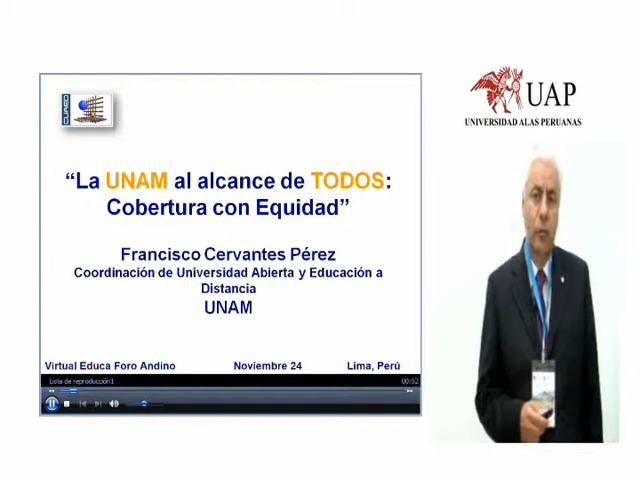 CUAED
UAP
UNIVERSIDAD ALAS PERUANAS
“La UNAM al alcance de TODOS:
Cobertura con Equidad”
Francisco Cervantes Pérez
Coordinación de Universidad Abierta y Educación a
Distancia
UNAM
Virtual Educa Foro Andino Noviembre 24 Lima, Perú
Lista de reproducción1 00:52